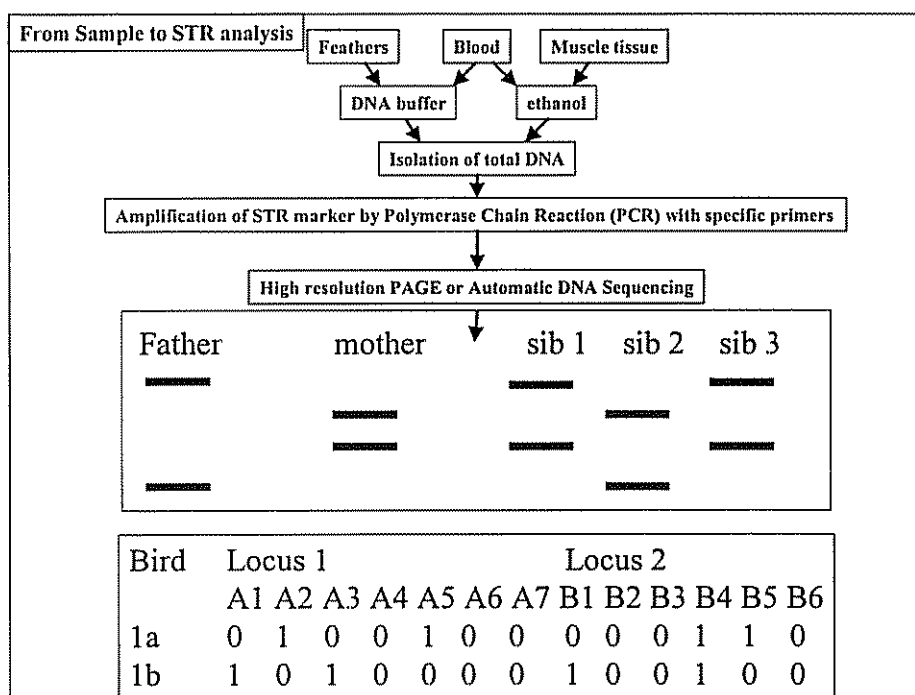 From Sample to STR analysis
Feathers Blood Muscle tissue
DNA buffer ethanol
Isolation of total DNA
Amplification of STR marker by Polymerase Chain Reaction (PCR) with specific primers
High resolution PAGE or Automatic DNA Sequencing
Father mother sib 1 sib 2 sib 3
Bird Locus 1 Locus 2
A1 A2 A3 A4 A5 A6 A7 B1 B2 B3 B4 B5 B6
1a 0 1 0 0 1 0 0 0 0 0 1 1 0
1b 1 0 1 0 0 0 0 1 0 0 1 0 0